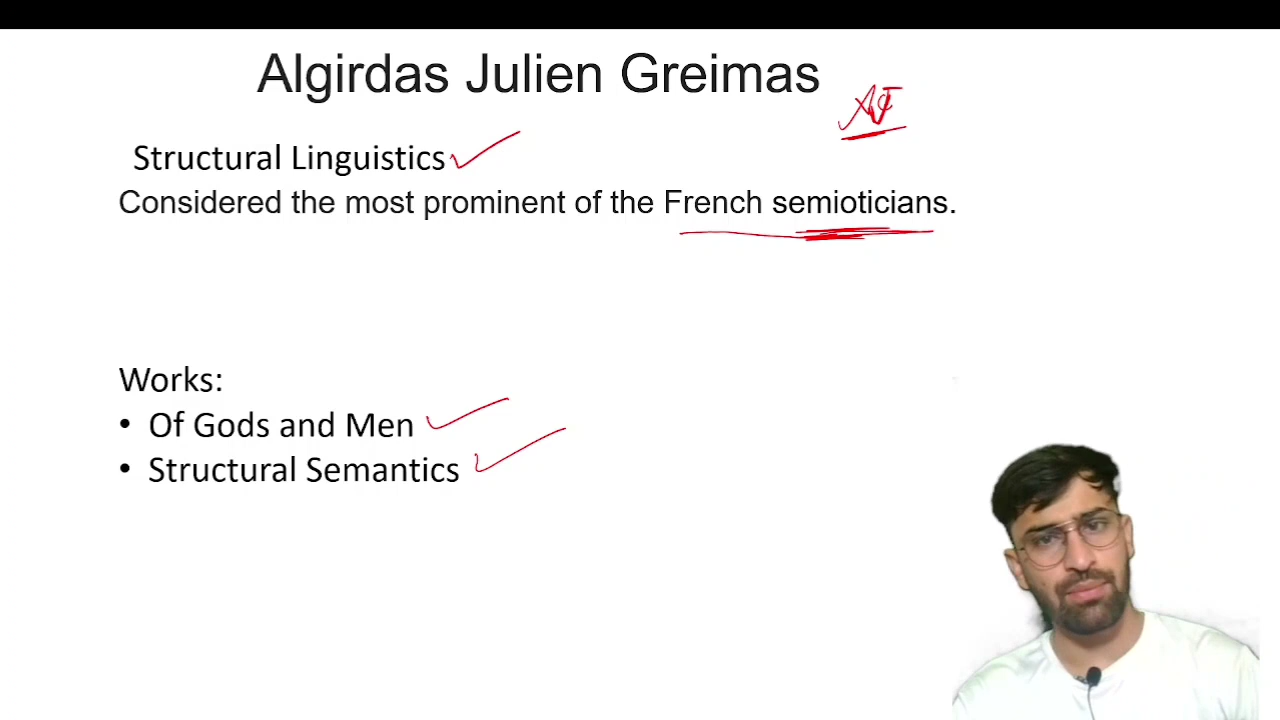 Algirdas Julien Greimas
Structural Linguistics
Considered the most prominent of the French semioticians.
Works:
• Of Gods and Men
• Structural Semantics